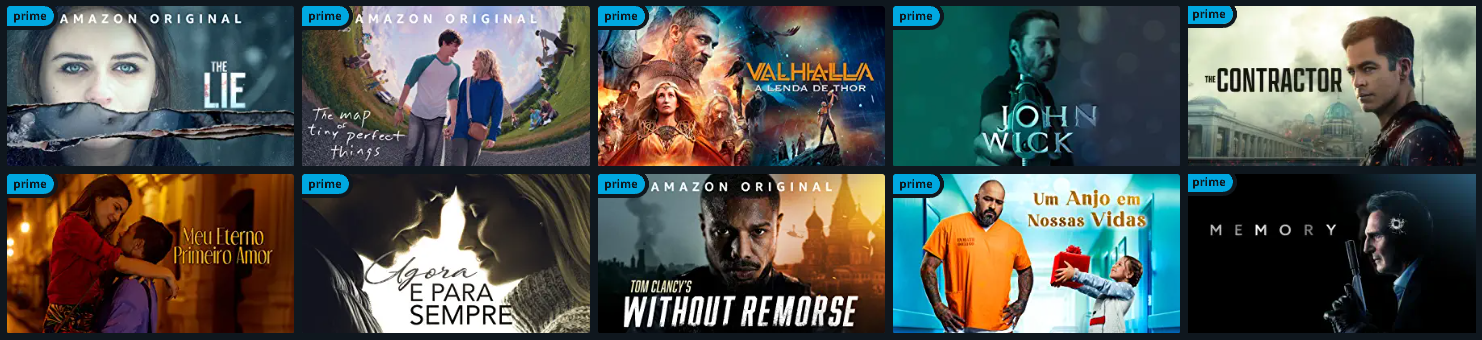 prime
AMAZON ORIGINAL
THE
LIE
prime
AMAZON ORIGINAL
The map
of
tiny perfect
things
prime
VALHALLA
A LENDA DE THOR
prime
JOHN
WICK
prime
THE CONTRACTOR
prime
Meu Eterno
Primeiro Amor
prime
Agora
E PARA
SEMPRE
prime
AMAZON ORIGINAL
TOM CLANCY'S
WITHOUT REMORSE
prime
Um Anjo em
Nossas Vidas
prime
MEMORY